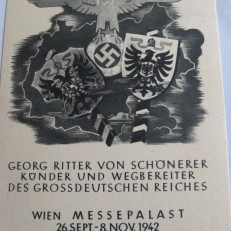 GEORG RITTER VON SCHÖNERER
KÜNDER UND WEGBEREITER
DES GROSSDEUTSCHEN REICHES
WIEN MESSEPALAST
26.SEPT.-8.NOV.1942